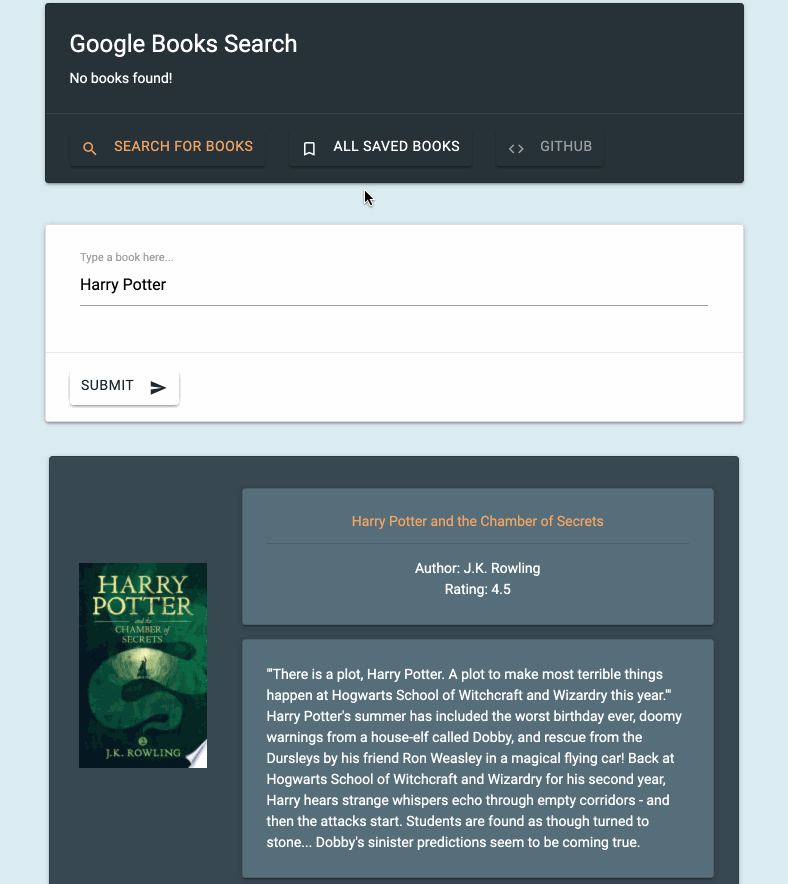 Google Books Search
No books found!
SEARCH FOR BOOKS
ALL SAVED BOOKS
GITHUB
Type a book here...
Harry Potter
SUBMIT
Harry Potter and the Chamber of Secrets
Author: J.K. Rowling
Rating: 4.5
HARRY
POTTER
and the
CHAMBER of
SECRETS
2
J.K. ROWLING
"'There is a plot, Harry Potter. A plot to make most terrible things
happen at Hogwarts School of Witchcraft and Wizardry this year.'"
Harry Potter's summer has included the worst birthday ever, doomy
warnings from a house-elf called Dobby, and rescue from the
Dursleys by his friend Ron Weasley in a magical flying car! Back at
Hogwarts School of Witchcraft and Wizardry for his second year,
Harry hears strange whispers echo through empty corridors - and
then the attacks start. Students are found as though turned to
stone... Dobby's sinister predictions seem to be coming true.